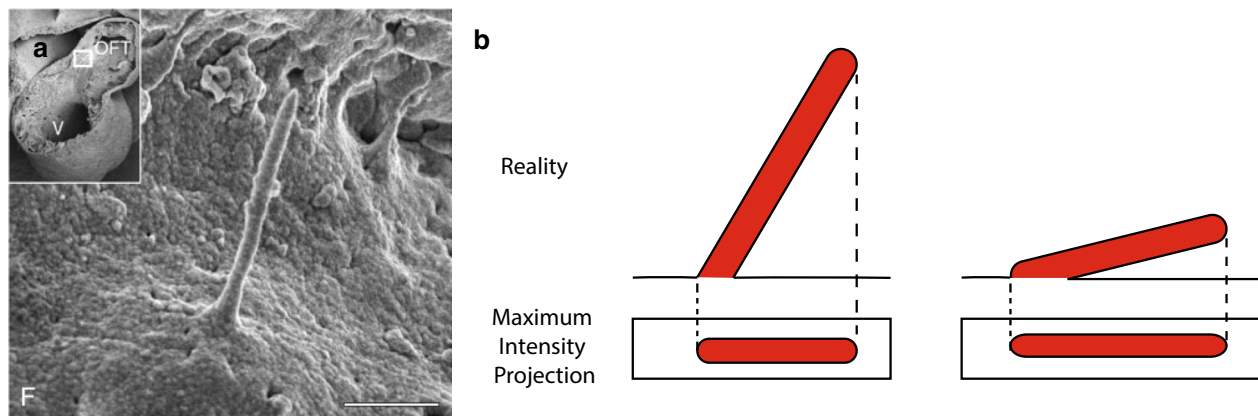 a
OFT
V
F
b
Reality
Maximum
Intensity
Projection